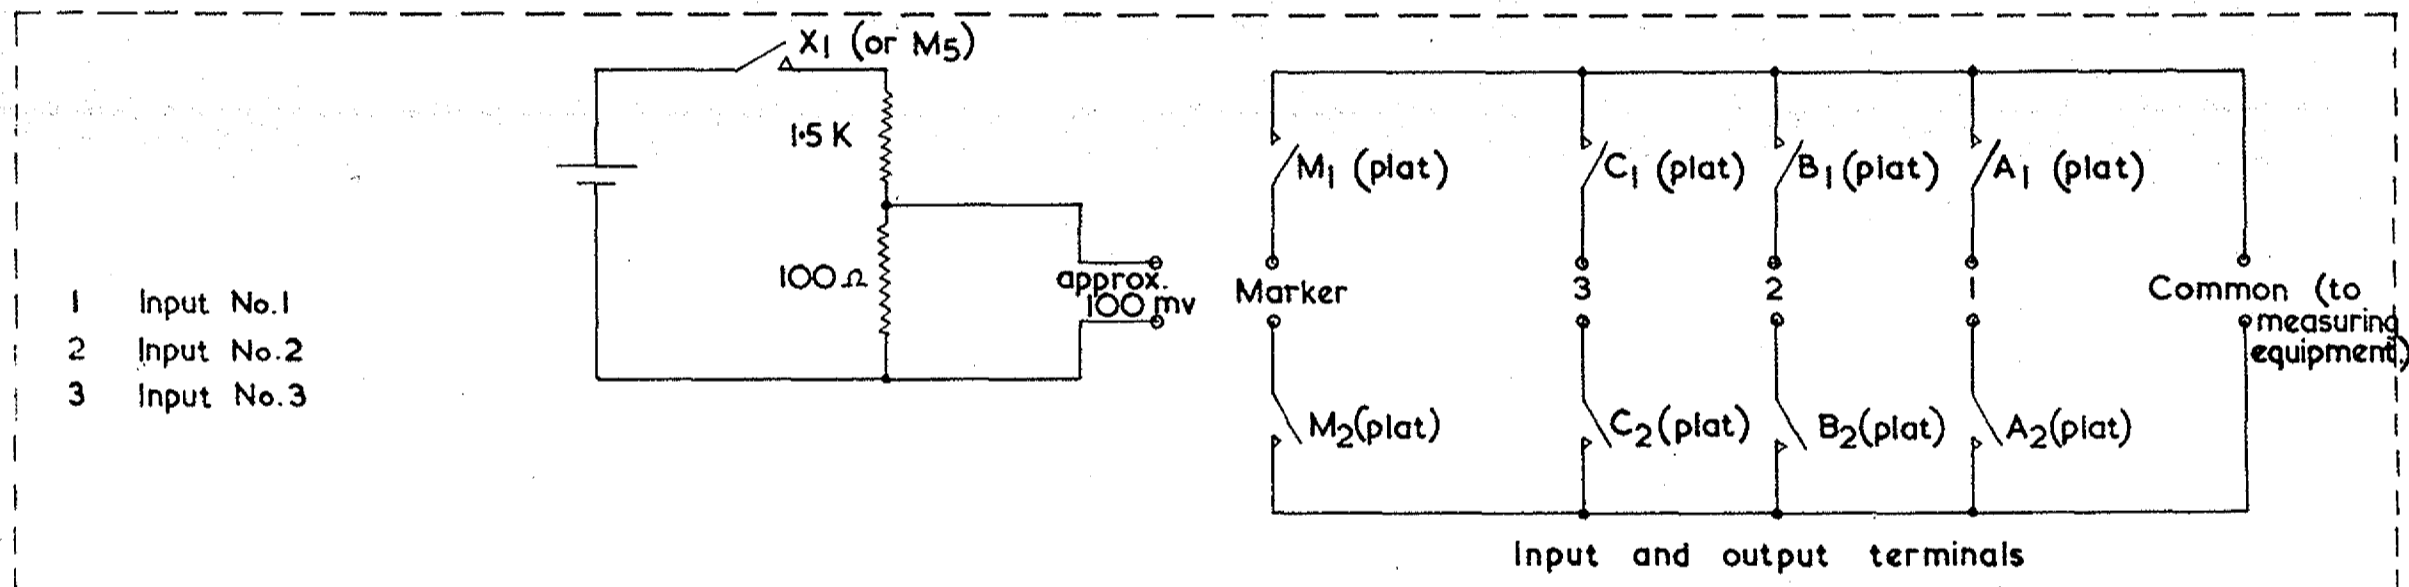 X1 (or M5)
1·5 K
100 Ω
approx.
100 mv
1 Input No.1
2 Input No.2
3 Input No.3
M1 (plat)
C1 (plat)
B1 (plat)
A1 (plat)
Marker
3
2
1
Common (to
measuring
equipment.)
M2 (plat)
C2 (plat)
B2 (plat)
A2 (plat)
Input and output terminals